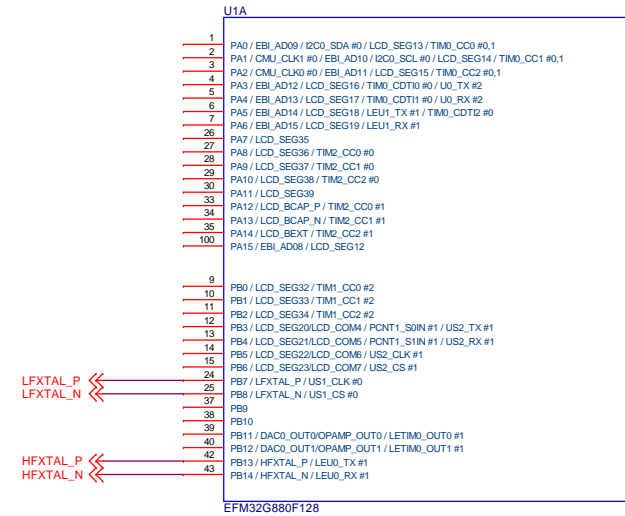 U1A
1 PA0 / EBI_AD09 / I2C0_SDA #0 / LCD_SEG13 / TIM0_CC0 #0,1
2 PA1 / CMU_CLK1 #0 / EBI_AD10 / I2C0_SCL #0 / LCD_SEG14 / TIM0_CC1 #0,1
3 PA2 / CMU_CLK0 #0 / EBI_AD11 / LCD_SEG15 / TIM0_CC2 #0,1
4 PA3 / EBI_AD12 / LCD_SEG16 / TIM0_CDTI0 #0 / U0_TX #2
5 PA4 / EBI_AD13 / LCD_SEG17 / TIM0_CDTI1 #0 / U0_RX #2
6 PA5 / EBI_AD14 / LCD_SEG18 / LEU1_TX #1 / TIM0_CDTI2 #0
7 PA6 / EBI_AD15 / LCD_SEG19 / LEU1_RX #1
26 PA7 / LCD_SEG35
27 PA8 / LCD_SEG36 / TIM2_CC0 #0
28 PA9 / LCD_SEG37 / TIM2_CC1 #0
29 PA10 / LCD_SEG38 / TIM2_CC2 #0
30 PA11 / LCD_SEG39
33 PA12 / LCD_BCAP_P / TIM2_CC0 #1
34 PA13 / LCD_BCAP_N / TIM2_CC1 #1
35 PA14 / LCD_BEXT / TIM2_CC2 #1
100 PA15 / EBI_AD08 / LCD_SEG12
9 PB0 / LCD_SEG32 / TIM1_CC0 #2
10 PB1 / LCD_SEG33 / TIM1_CC1 #2
11 PB2 / LCD_SEG34 / TIM1_CC2 #2
12 PB3 / LCD_SEG20/LCD_COM4 / PCNT1_S0IN #1 / US2_TX #1
13 PB4 / LCD_SEG21/LCD_COM5 / PCNT1_S1IN #1 / US2_RX #1
14 PB5 / LCD_SEG22/LCD_COM6 / US2_CLK #1
15 PB6 / LCD_SEG23/LCD_COM7 / US2_CS #1
LFXTAL_P 24 PB7 / LFXTAL_P / US1_CLK #0
LFXTAL_N 25 PB8 / LFXTAL_N / US1_CS #0
37 PB9
38 PB10
39 PB11 / DAC0_OUT0/OPAMP_OUT0 / LETIM0_OUT0 #1
40 PB12 / DAC0_OUT1/OPAMP_OUT1 / LETIM0_OUT1 #1
HFXTAL_P 42 PB13 / HFXTAL_P / LEU0_TX #1
HFXTAL_N 43 PB14 / HFXTAL_N / LEU0_RX #1
EFM32G880F128